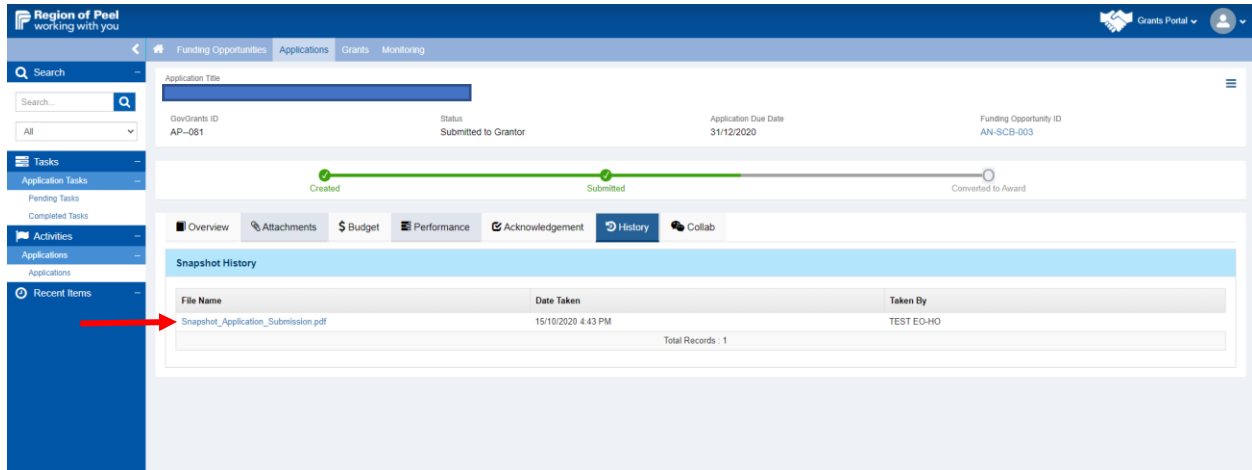 Region of Peel
working with you
Grants Portal
Funding Opportunities Applications Grants Monitoring
Search
Search...
All
Tasks
Application Tasks
Pending Tasks
Completed Tasks
Activities
Applications
Applications
Recent Items
Application Title
GovGrants ID Status Application Due Date Funding Opportunity ID
AP--081 Submitted to Grantor 31/12/2020 AN-SCB-003
Created Submitted Converted to Award
Overview Attachments $ Budget Performance Acknowledgement History Collab
Snapshot History
File Name Date Taken Taken By
Snapshot_Application_Submission.pdf 15/10/2020 4:43 PM TEST EO-HO
Total Records : 1